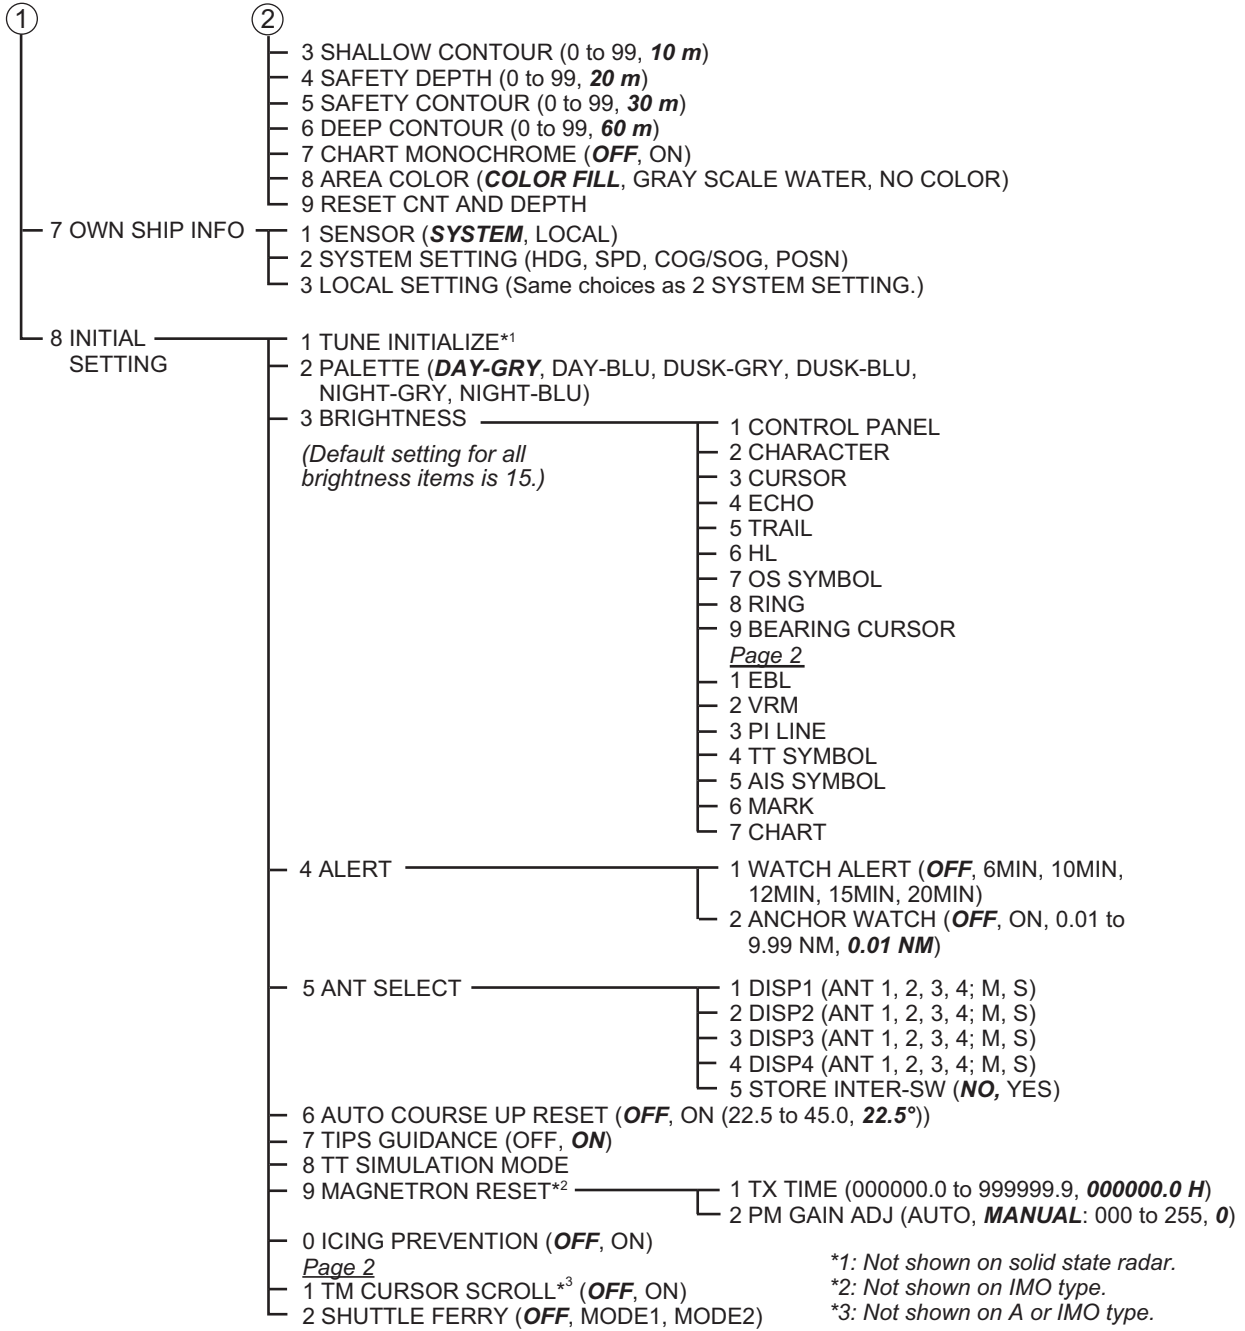 1
2
3 SHALLOW CONTOUR (0 to 99, 10 m)
4 SAFETY DEPTH (0 to 99, 20 m)
5 SAFETY CONTOUR (0 to 99, 30 m)
6 DEEP CONTOUR (0 to 99, 60 m)
7 CHART MONOCHROME (OFF, ON)
8 AREA COLOR (COLOR FILL, GRAY SCALE WATER, NO COLOR)
9 RESET CNT AND DEPTH
7 OWN SHIP INFO
1 SENSOR (SYSTEM, LOCAL)
2 SYSTEM SETTING (HDG, SPD, COG/SOG, POSN)
3 LOCAL SETTING (Same choices as 2 SYSTEM SETTING.)
8 INITIAL
SETTING
1 TUNE INITIALIZE*1
2 PALETTE (DAY-GRY, DAY-BLU, DUSK-GRY, DUSK-BLU,
NIGHT-GRY, NIGHT-BLU)
3 BRIGHTNESS
(Default setting for all
brightness items is 15.)
1 CONTROL PANEL
2 CHARACTER
3 CURSOR
4 ECHO
5 TRAIL
6 HL
7 OS SYMBOL
8 RING
9 BEARING CURSOR
Page 2
1 EBL
2 VRM
3 PI LINE
4 TT SYMBOL
5 AIS SYMBOL
6 MARK
7 CHART
4 ALERT
1 WATCH ALERT (OFF, 6MIN, 10MIN,
12MIN, 15MIN, 20MIN)
2 ANCHOR WATCH (OFF, ON, 0.01 to
9.99 NM, 0.01 NM)
5 ANT SELECT
1 DISP1 (ANT 1, 2, 3, 4; M, S)
2 DISP2 (ANT 1, 2, 3, 4; M, S)
3 DISP3 (ANT 1, 2, 3, 4; M, S)
4 DISP4 (ANT 1, 2, 3, 4; M, S)
5 STORE INTER-SW (NO, YES)
6 AUTO COURSE UP RESET (OFF, ON (22.5 to 45.0, 22.5°))
7 TIPS GUIDANCE (OFF, ON)
8 TT SIMULATION MODE
9 MAGNETRON RESET*2
1 TX TIME (000000.0 to 999999.9, 000000.0 H)
2 PM GAIN ADJ (AUTO, MANUAL: 000 to 255, 0)
0 ICING PREVENTION (OFF, ON)
Page 2
1 TM CURSOR SCROLL*3 (OFF, ON)
2 SHUTTLE FERRY (OFF, MODE1, MODE2)
*1: Not shown on solid state radar.
*2: Not shown on IMO type.
*3: Not shown on A or IMO type.